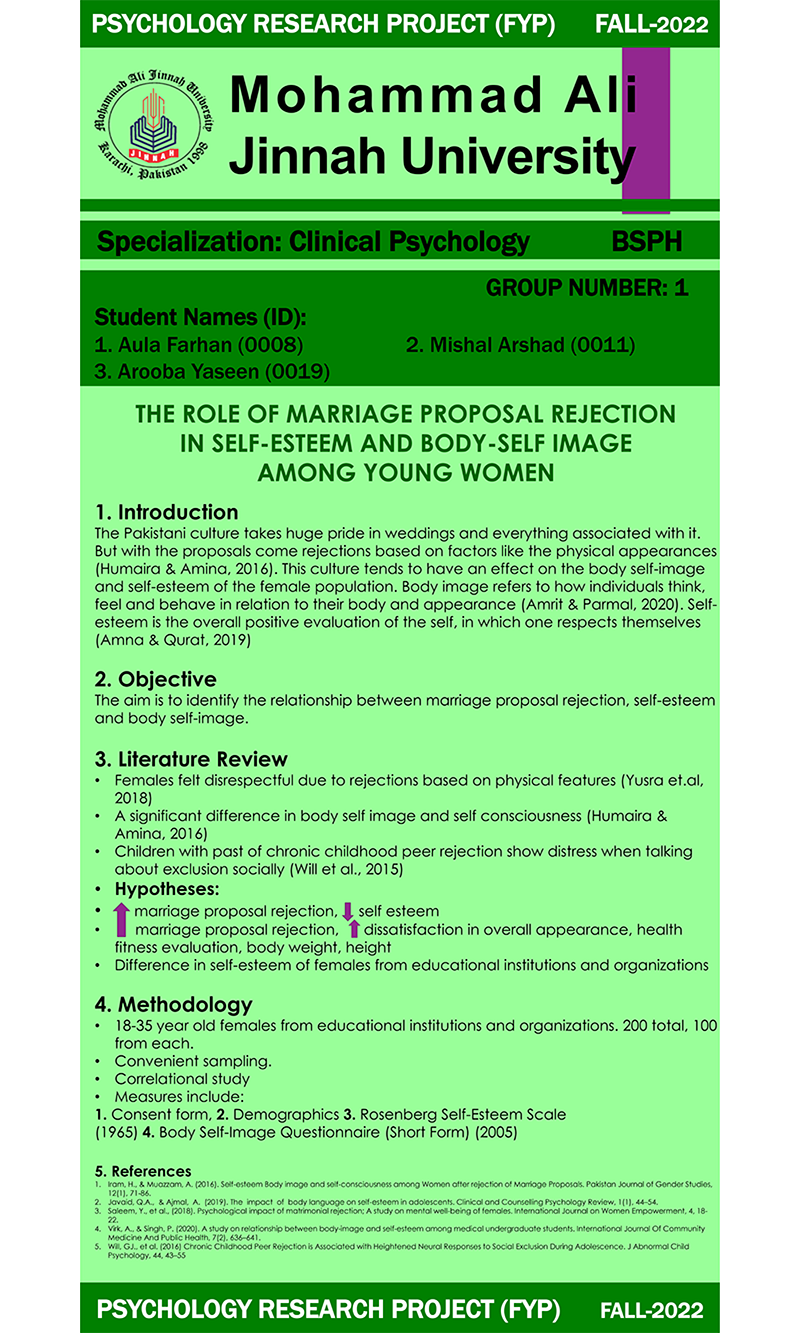 PSYCHOLOGY RESEARCH PROJECT (FYP) FALL-2022
Mohammad Ali Jinnah University
Karachi, Pakistan 1998
JINNAH
Mohammad Ali
Jinnah University
Specialization: Clinical Psychology BSPH
GROUP NUMBER: 1
Student Names (ID):
1. Aula Farhan (0008) 2. Mishal Arshad (0011)
3. Arooba Yaseen (0019)
THE ROLE OF MARRIAGE PROPOSAL REJECTION
IN SELF-ESTEEM AND BODY-SELF IMAGE
AMONG YOUNG WOMEN
1. Introduction
The Pakistani culture takes huge pride in weddings and everything associated with it.
But with the proposals come rejections based on factors like the physical appearances
(Humaira & Amina, 2016). This culture tends to have an effect on the body self-image
and self-esteem of the female population. Body image refers to how individuals think,
feel and behave in relation to their body and appearance (Amrit & Parmal, 2020). Self-
esteem is the overall positive evaluation of the self, in which one respects themselves
(Amna & Qurat, 2019)
2. Objective
The aim is to identify the relationship between marriage proposal rejection, self-esteem
and body self-image.
3. Literature Review
• Females felt disrespectful due to rejections based on physical features (Yusra et.al,
2018)
• A significant difference in body self image and self consciousness (Humaira &
Amina, 2016)
• Children with past of chronic childhood peer rejection show distress when talking
about exclusion socially (Will et al., 2015)
• Hypotheses:
• marriage proposal rejection, self esteem
• marriage proposal rejection, dissatisfaction in overall appearance, health
fitness evaluation, body weight, height
• Difference in self-esteem of females from educational institutions and organizations
4. Methodology
• 18-35 year old females from educational institutions and organizations. 200 total, 100
from each.
• Convenient sampling.
• Correlational study
• Measures include:
1. Consent form, 2. Demographics 3. Rosenberg Self-Esteem Scale
(1965) 4. Body Self-Image Questionnaire (Short Form) (2005)
5. References
1. Iram, H., & Muazzam, A. (2016). Self-esteem Body image and self-consciousness among Women after rejection of Marriage Proposals. Pakistan Journal of Gender Studies,
12(1), 71-86.
2. Javaid, Q.A., & Ajmal, A. (2019). The impact of body language on self-esteem in adolescents. Clinical and Counselling Psychology Review, 1(1), 44–54.
3. Saleem, Y., et al., (2018). Psychological impact of matrimonial rejection; A study on mental well-being of females. International Journal on Women Empowerment, 4, 18-
22.
4. Virk, A., & Singh, P. (2020). A study on relationship between body-image and self-esteem among medical undergraduate students. International Journal Of Community
Medicine And Public Health, 7(2), 636–641.
5. Will, GJ., et al. (2016) Chronic Childhood Peer Rejection is Associated with Heightened Neural Responses to Social Exclusion During Adolescence. J Abnormal Child
Psychology, 44, 43–55
PSYCHOLOGY RESEARCH PROJECT (FYP) FALL-2022